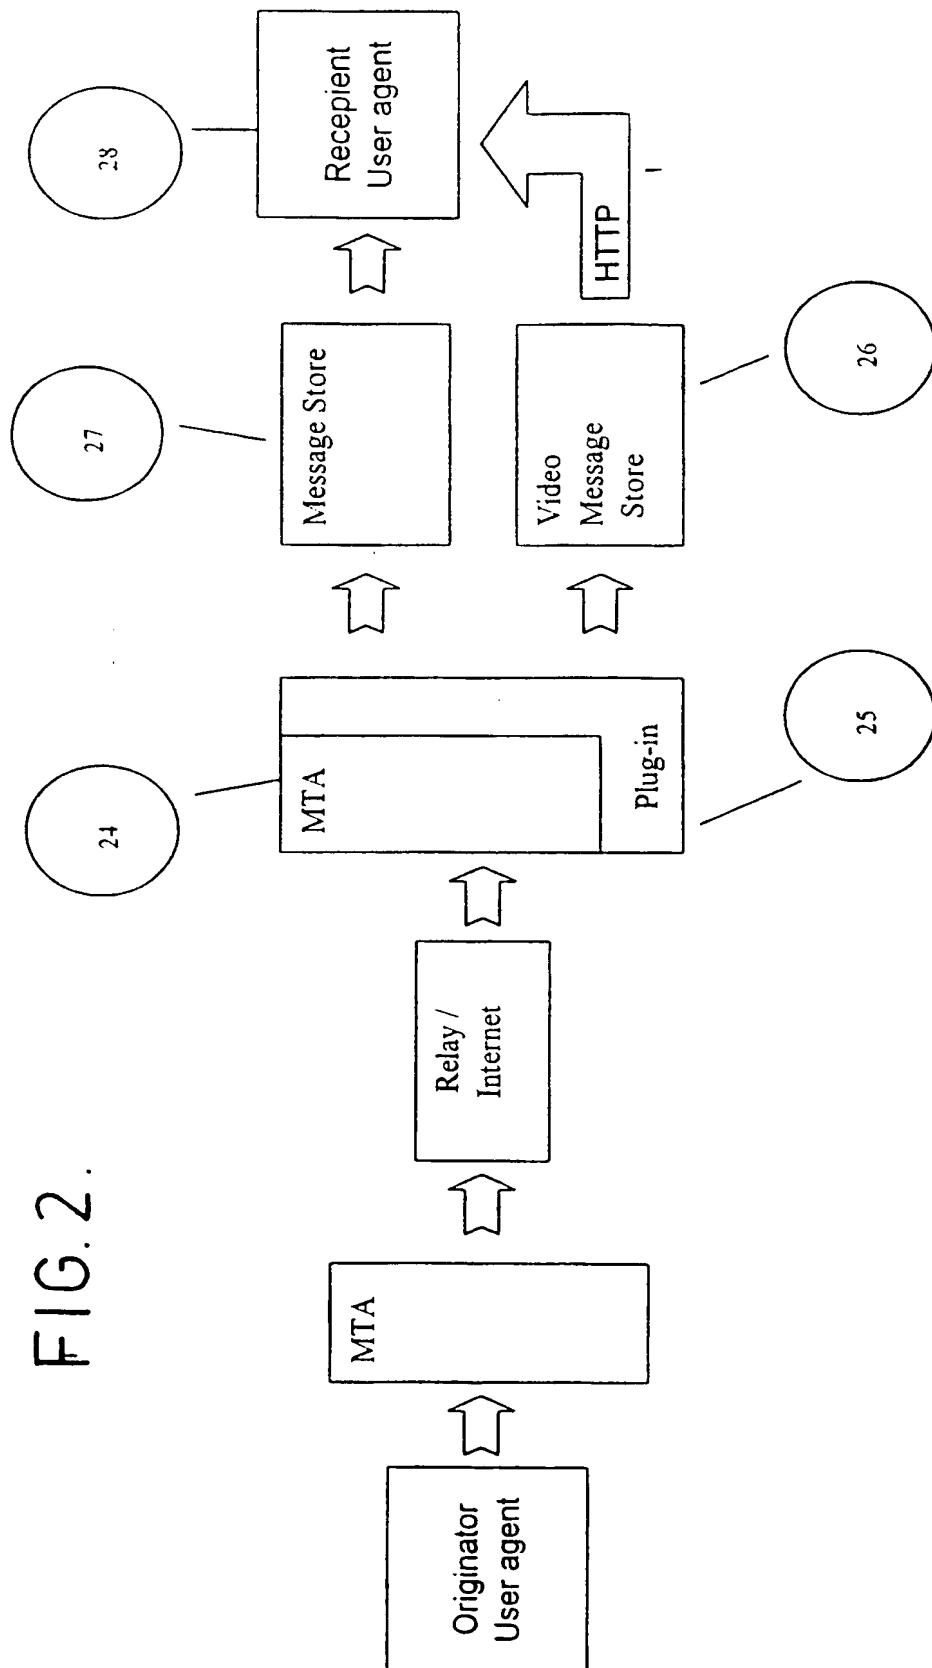 FIG. 2.
Originator
User agent
MTA
Relay /
Internet
24
MTA
Plug-in
25
27
Message Store
Video
Message
Store
26
HTTP
28
Recepient
User agent